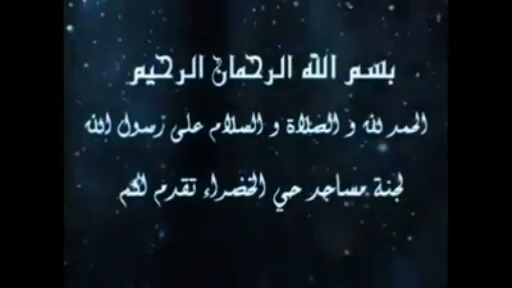 بسم الله الرحمان الرحيم
الحمد لله و الصلاة و السلام على رسول الله
لجنة مساجد حي الخضراء تقدم لكم